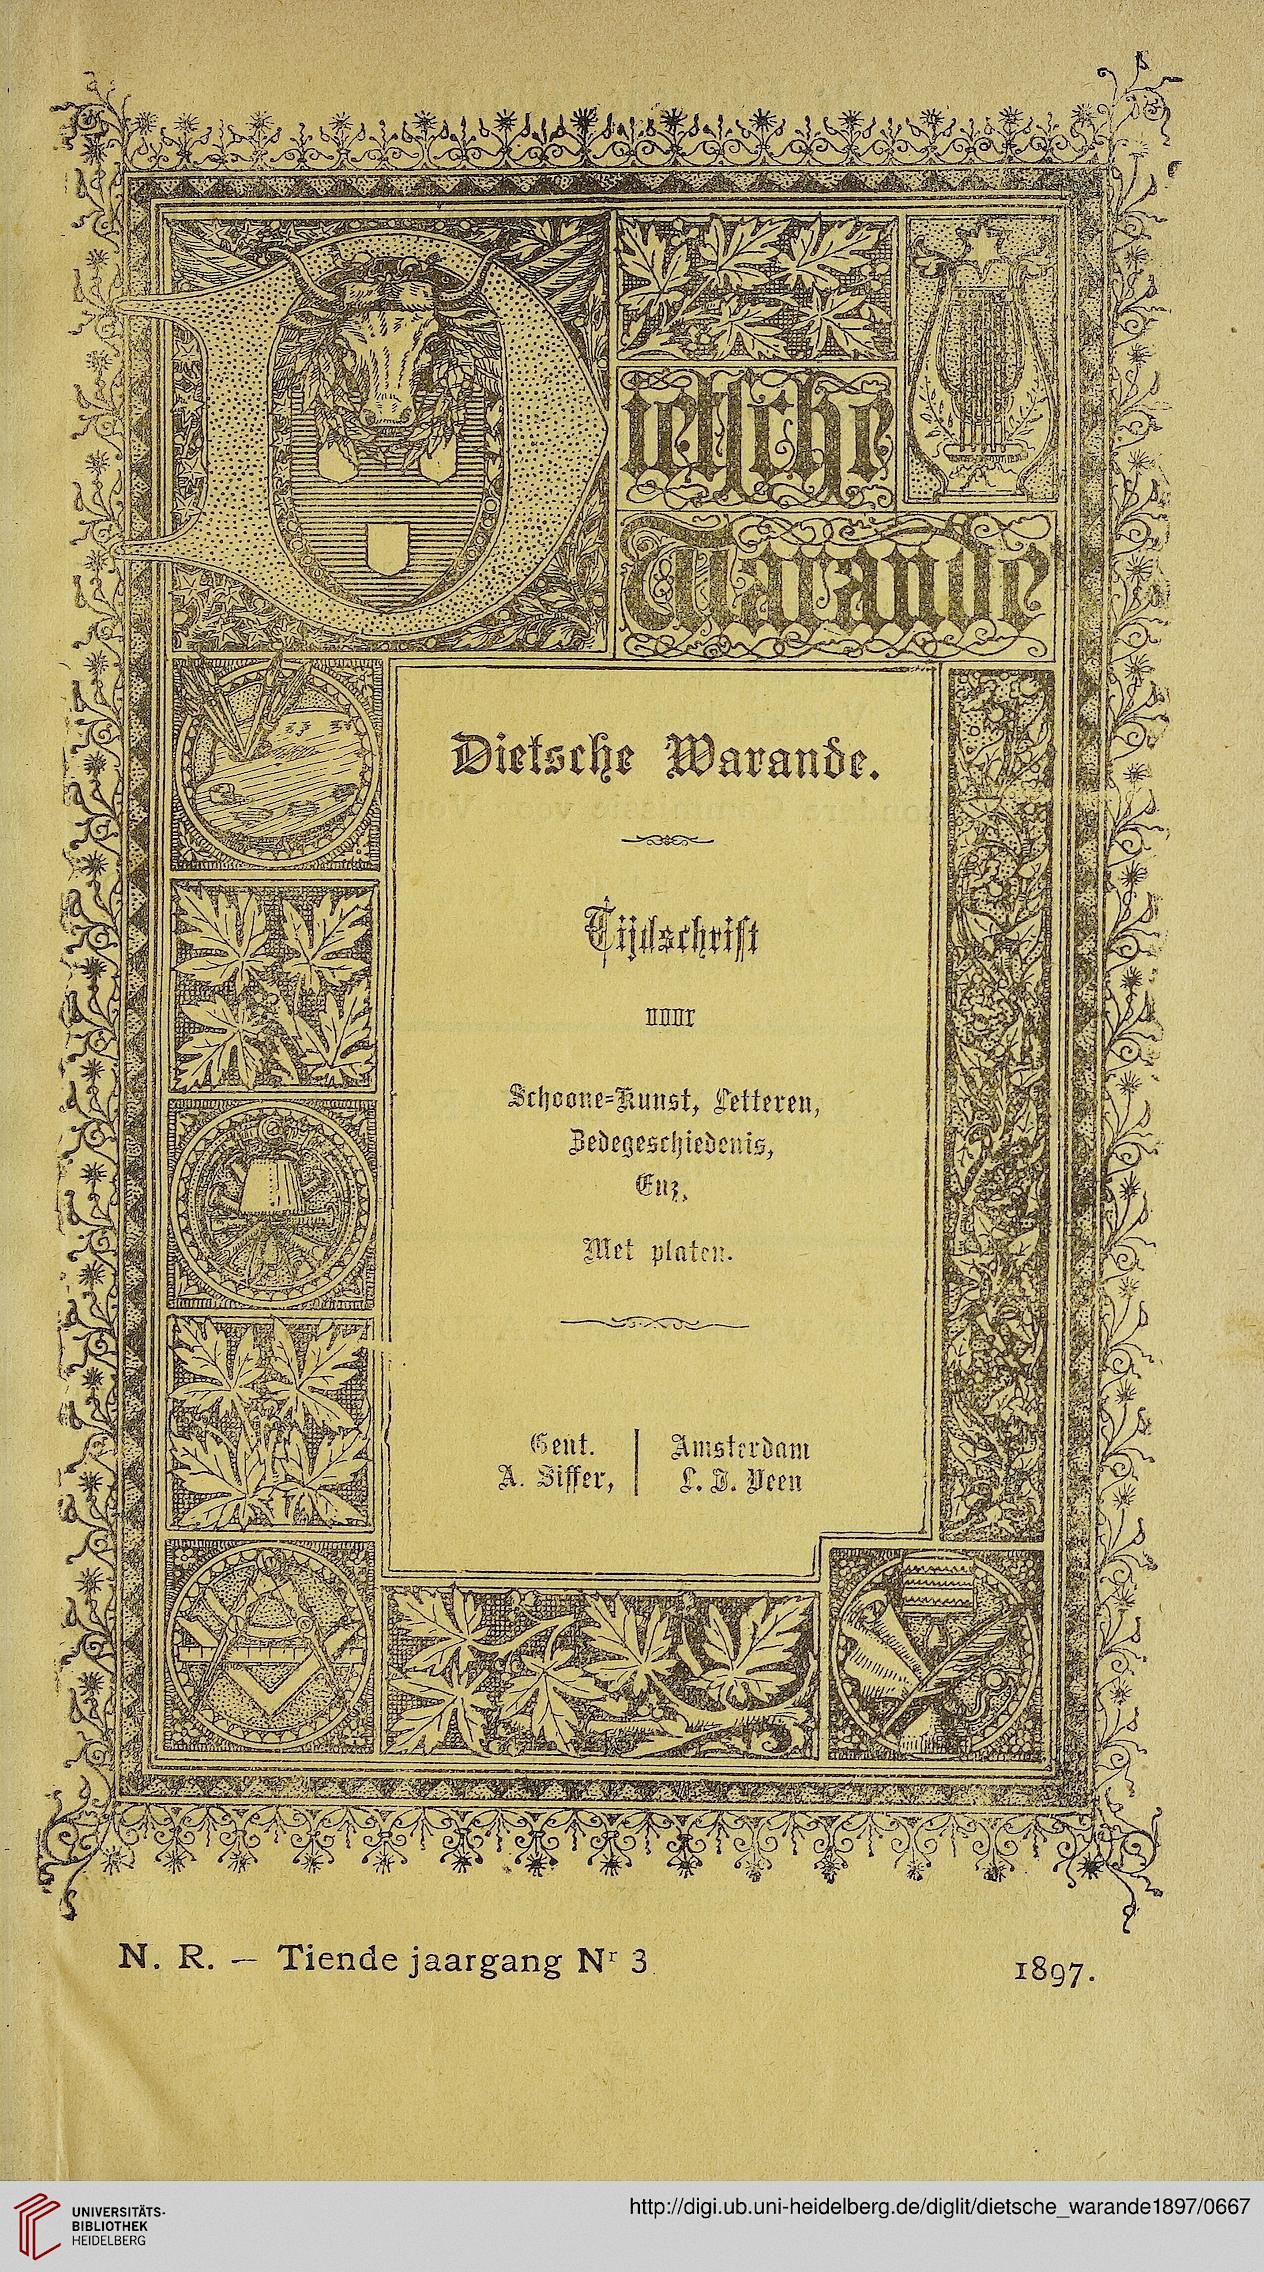 Dietsche
Warande
Dietsche Warande.
Tijdschrift
voor
Schoone=Kunst, Letteren,
Zedegeschiedenis,
Enz.
Met platen.
Gent. | Amsterdam
A. Siffer, | L. J. Veen
N. R. — Tiende jaargang Nr 3
1897.
UNIVERSITÄTS-
BIBLIOTHEK
HEIDELBERG
http://digi.ub.uni-heidelberg.de/diglit/dietsche_warande1897/0667